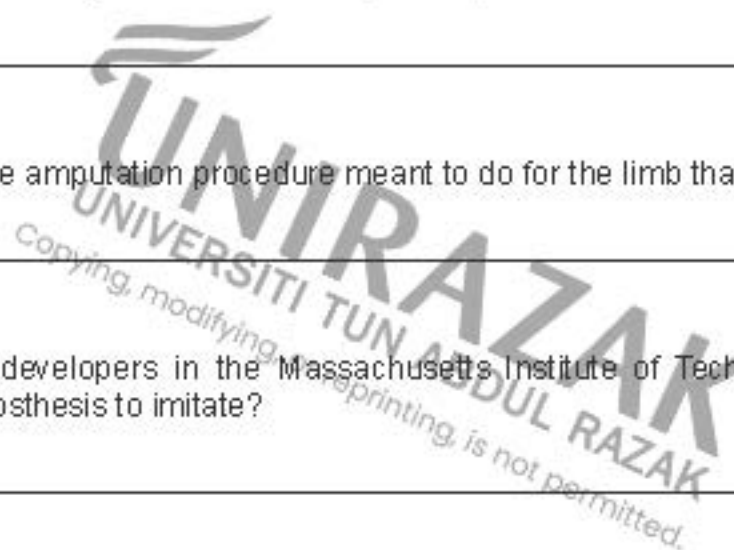 e amputation procedure meant to do for the limb tha
developers in the Massachusetts Institute of Tech
osthesis to imitate?
UNIRAZAK
UNIVERSITI TUN ABDUL RAZAK
Copying, modifying, reprinting, is not permitted.